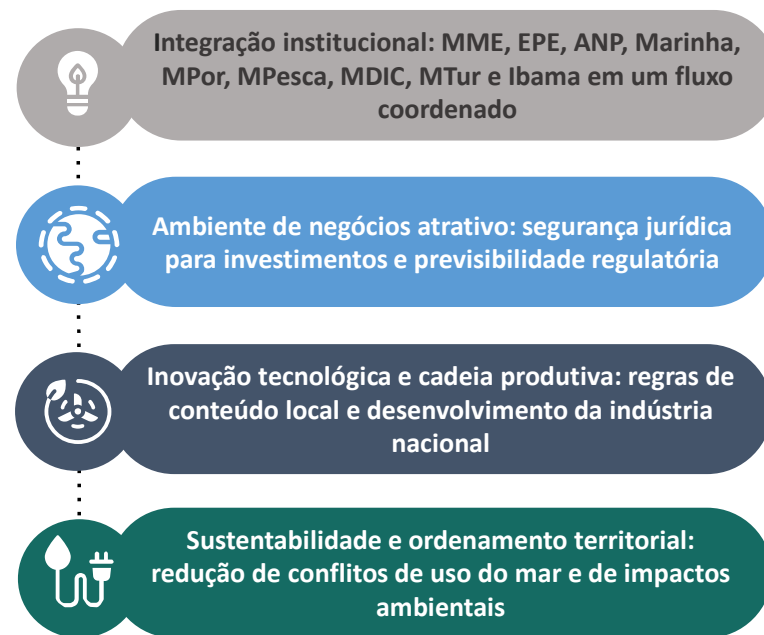 Integração institucional: MME, EPE, ANP, Marinha,
MPor, MPesca, MDIC, MTur e Ibama em um fluxo
coordenado
Ambiente de negócios atrativo: segurança jurídica
para investimentos e previsibilidade regulatória
Inovação tecnológica e cadeia produtiva: regras de
conteúdo local e desenvolvimento da indústria
nacional
Sustentabilidade e ordenamento territorial:
redução de conflitos de uso do mar e de impactos
ambientais